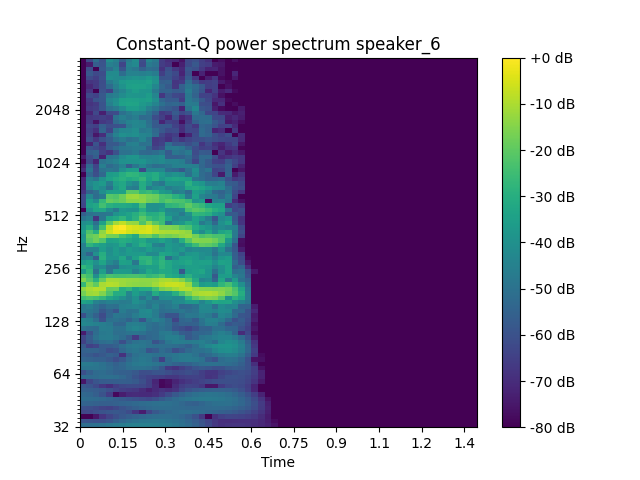 Constant-Q power spectrum speaker_6
Hz
2048
1024
512
256
128
64
32
0 0.15 0.3 0.45 0.6 0.75 0.9 1.1 1.2 1.4
Time
+0 dB
-10 dB
-20 dB
-30 dB
-40 dB
-50 dB
-60 dB
-70 dB
-80 dB